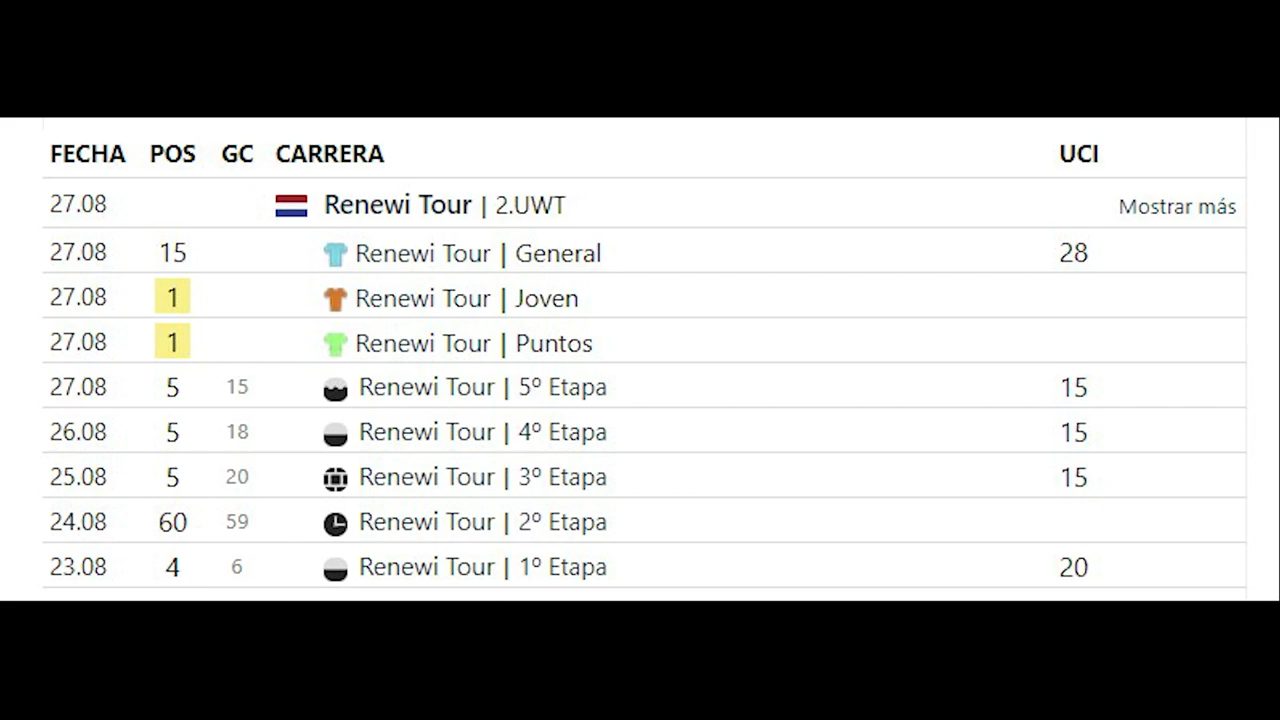 FECHA POS GC CARRERA UCI
27.08 Renewi Tour | 2.UWT Mostrar más
27.08 15 Renewi Tour | General 28
27.08 1 Renewi Tour | Joven
27.08 1 Renewi Tour | Puntos
27.08 5 15 Renewi Tour | 5º Etapa 15
26.08 5 18 Renewi Tour | 4º Etapa 15
25.08 5 20 Renewi Tour | 3º Etapa 15
24.08 60 59 Renewi Tour | 2º Etapa
23.08 4 6 Renewi Tour | 1º Etapa 20